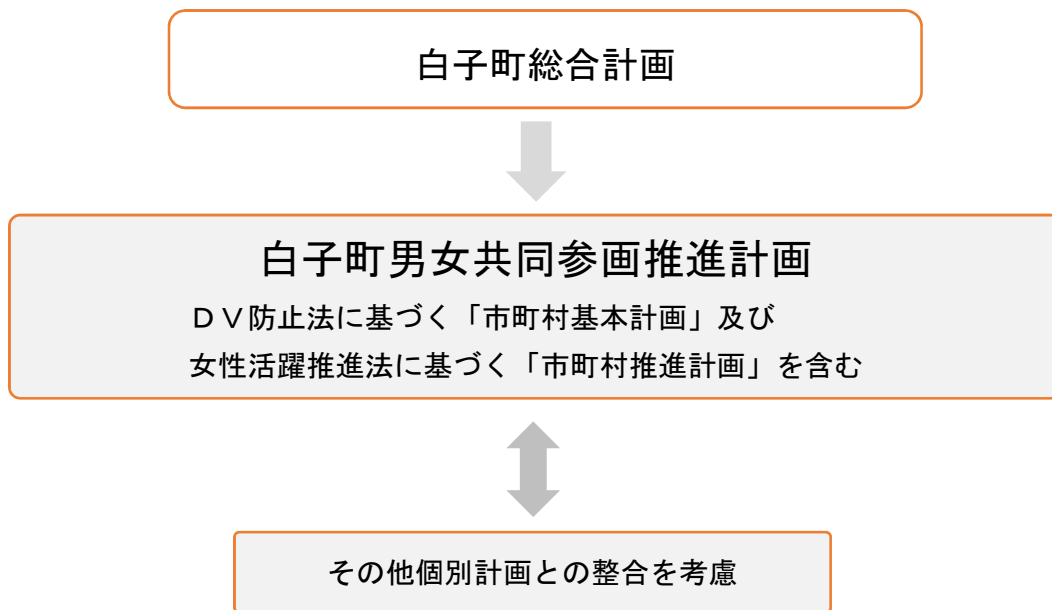 白子町総合計画
白子町男女共同参画推進計画
ＤＶ防止法に基づく「市町村基本計画」及び
女性活躍推進法に基づく「市町村推進計画」を含む
その他個別計画との整合を考慮